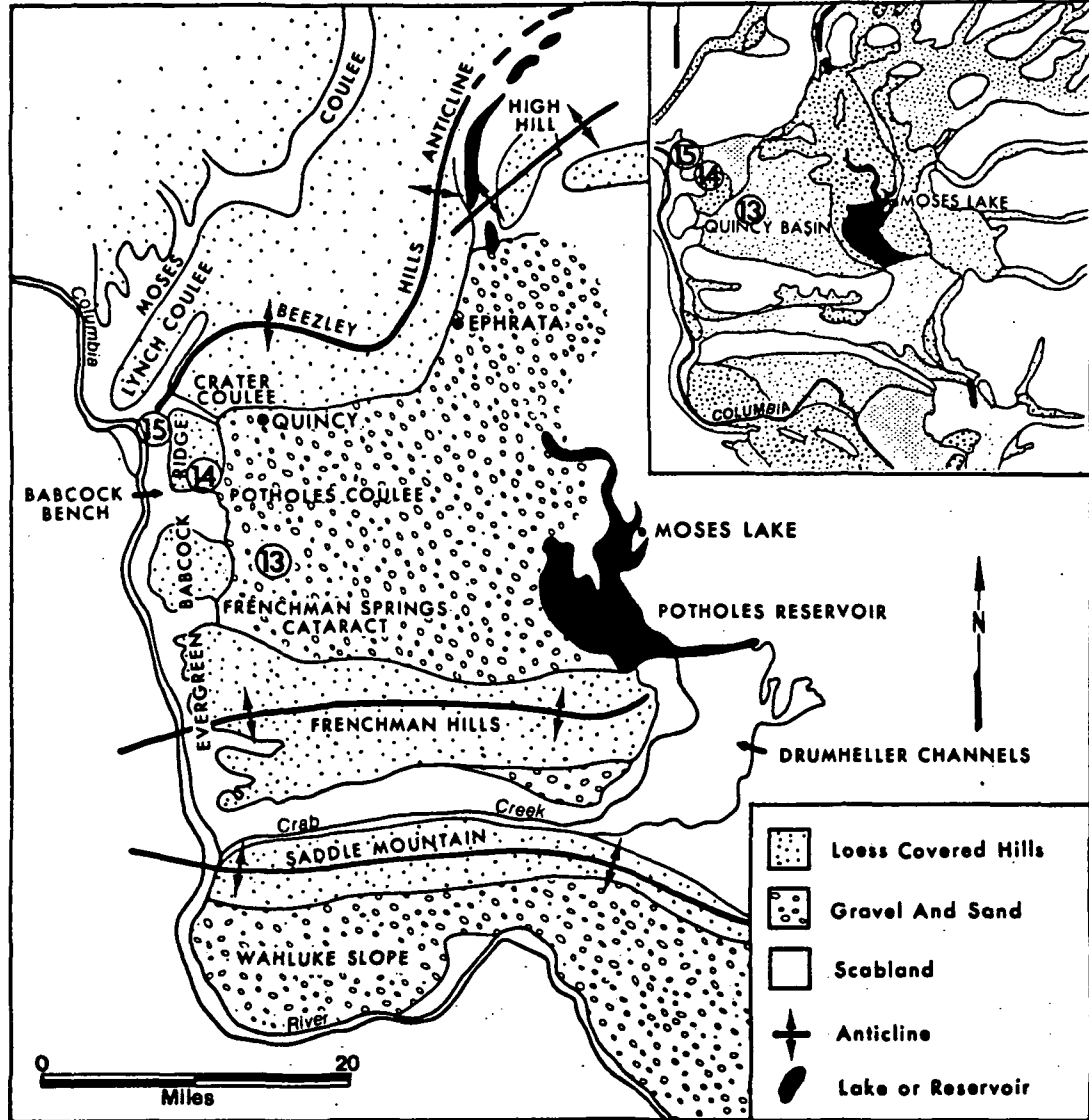 COULEE
ANTICLINE
HIGH
HILL
MOSES
LYNCH COULEE
HILLS
BEEZLEY
Columbia
EPHRATA
CRATER
COULEE
QUINCY
15
RIDGE
14
BABCOCK
BENCH
POTHOLES COULEE
BABCOCK
13
FRENCHMAN SPRINGS
CATARACT
MOSES LAKE
POTHOLES RESERVOIR
N
EVERGREEN
FRENCHMAN HILLS
DRUMHELLER CHANNELS
Crab Creek
SADDLE MOUNTAIN
WAHLUKE SLOPE
River
0 20
Miles
15
14
13
MOSES LAKE
QUINCY BASIN
COLUMBIA
Loess Covered Hills
Gravel And Sand
Scabland
Anticline
Lake or Reservoir